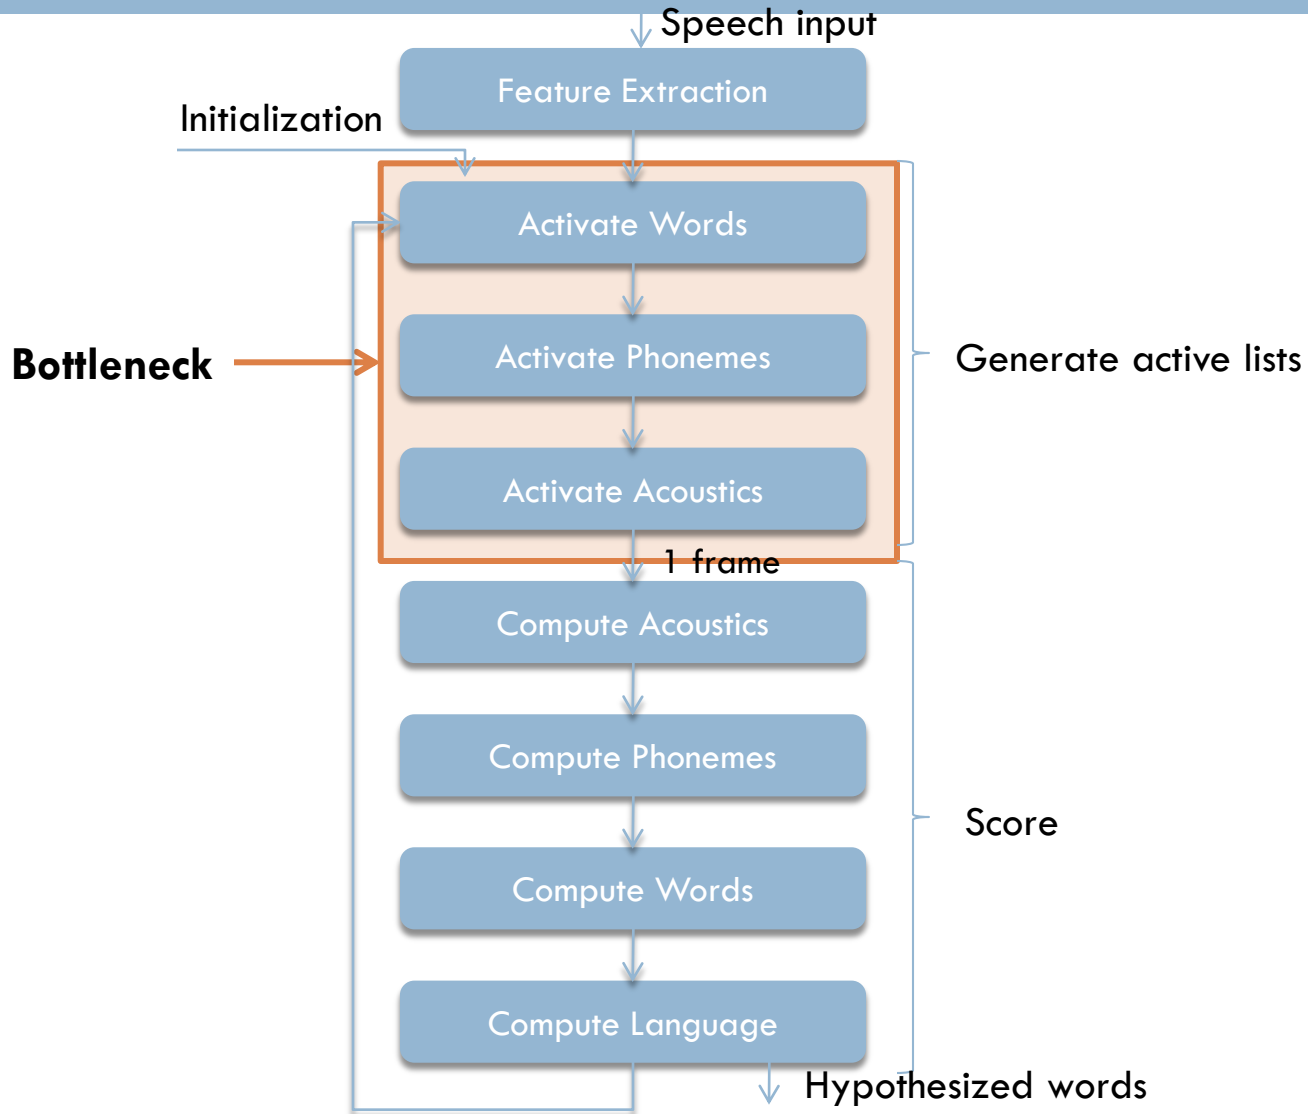 Speech input
Feature Extraction
Initialization
Activate Words
Bottleneck
Activate Phonemes
Generate active lists
Activate Acoustics
1 frame
Compute Acoustics
Compute Phonemes
Score
Compute Words
Compute Language
Hypothesized words